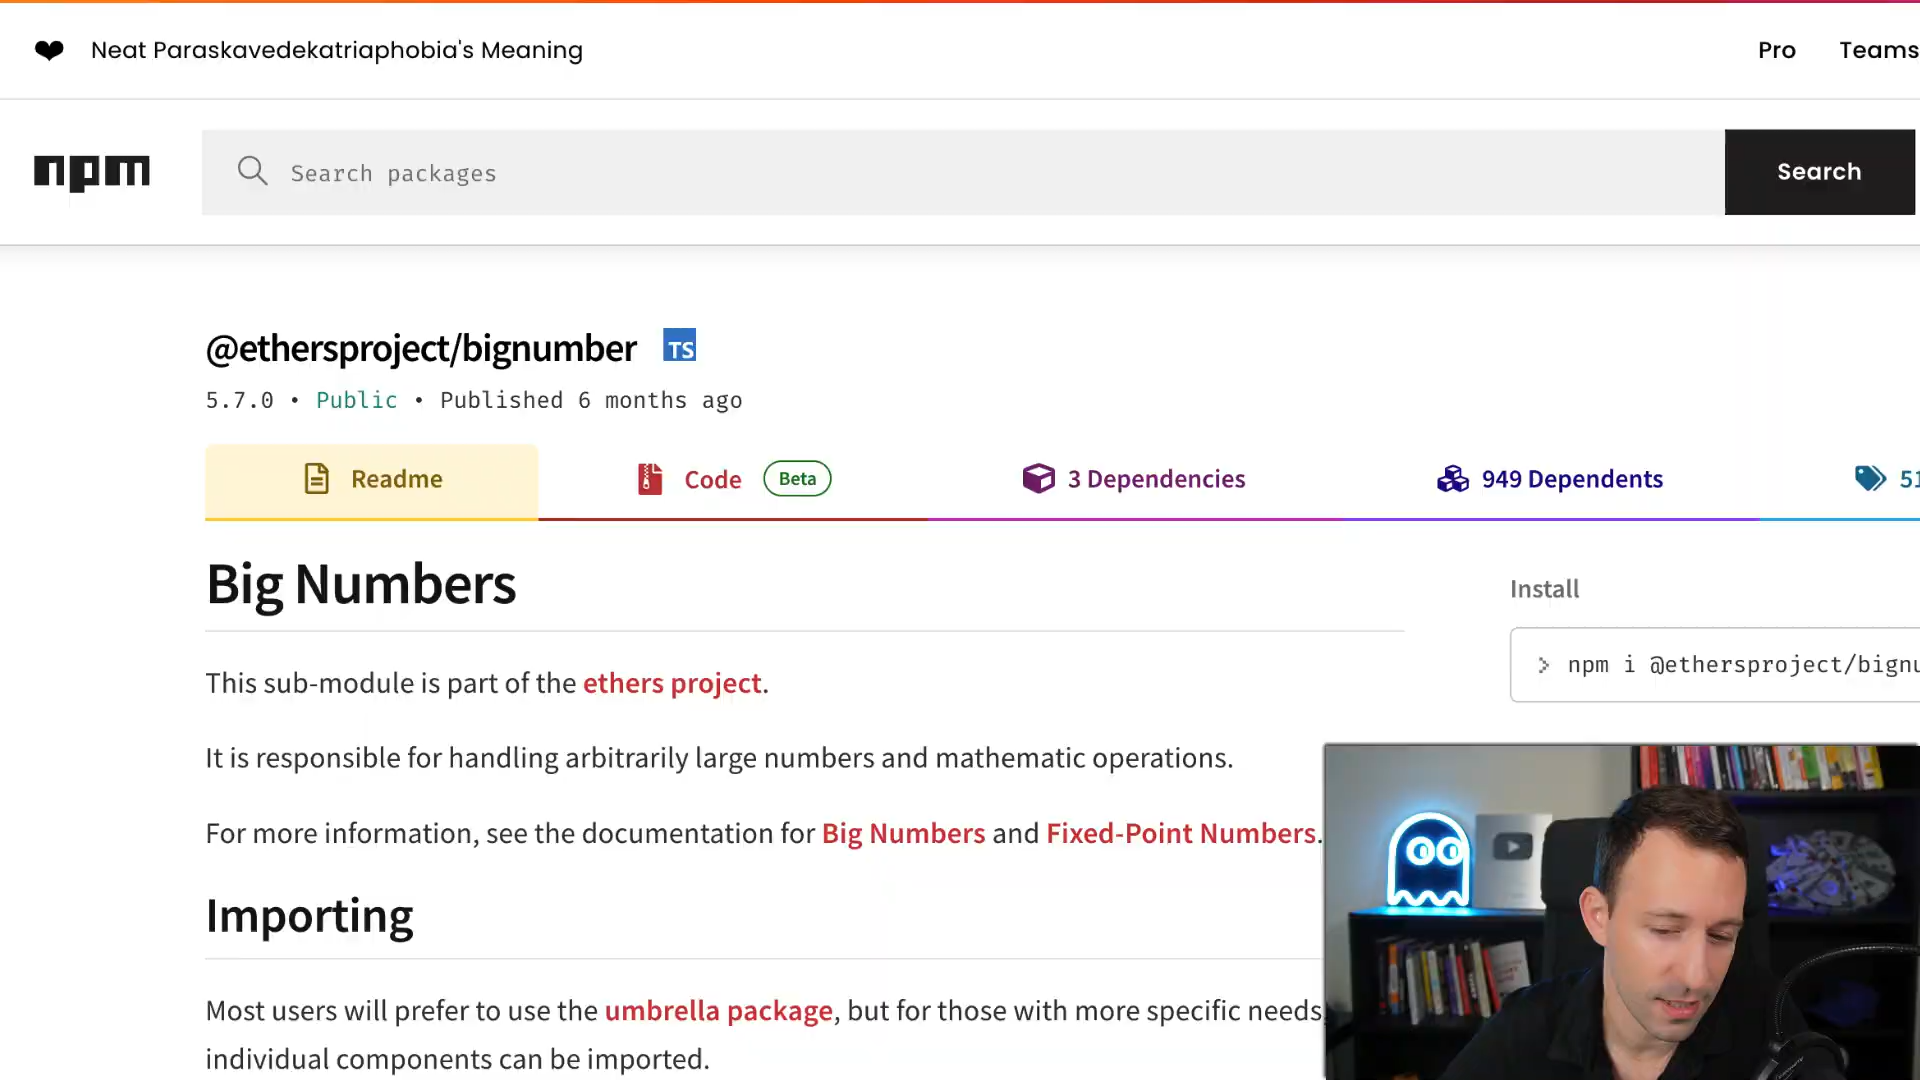 ❤ Neat Paraskavedekatriaphobia's Meaning
Pro
Teams
npm
Search packages
Search
@ethersproject/bignumber TS
5.7.0 • Public • Published 6 months ago
Readme
Code Beta
3 Dependencies
949 Dependents
51
Big Numbers
This sub-module is part of the ethers project.
It is responsible for handling arbitrarily large numbers and mathematic operations.
For more information, see the documentation for Big Numbers and Fixed-Point Numbers.
Importing
Most users will prefer to use the umbrella package, but for those with more specific needs,
individual components can be imported.
Install
> npm i @ethersproject/bignu